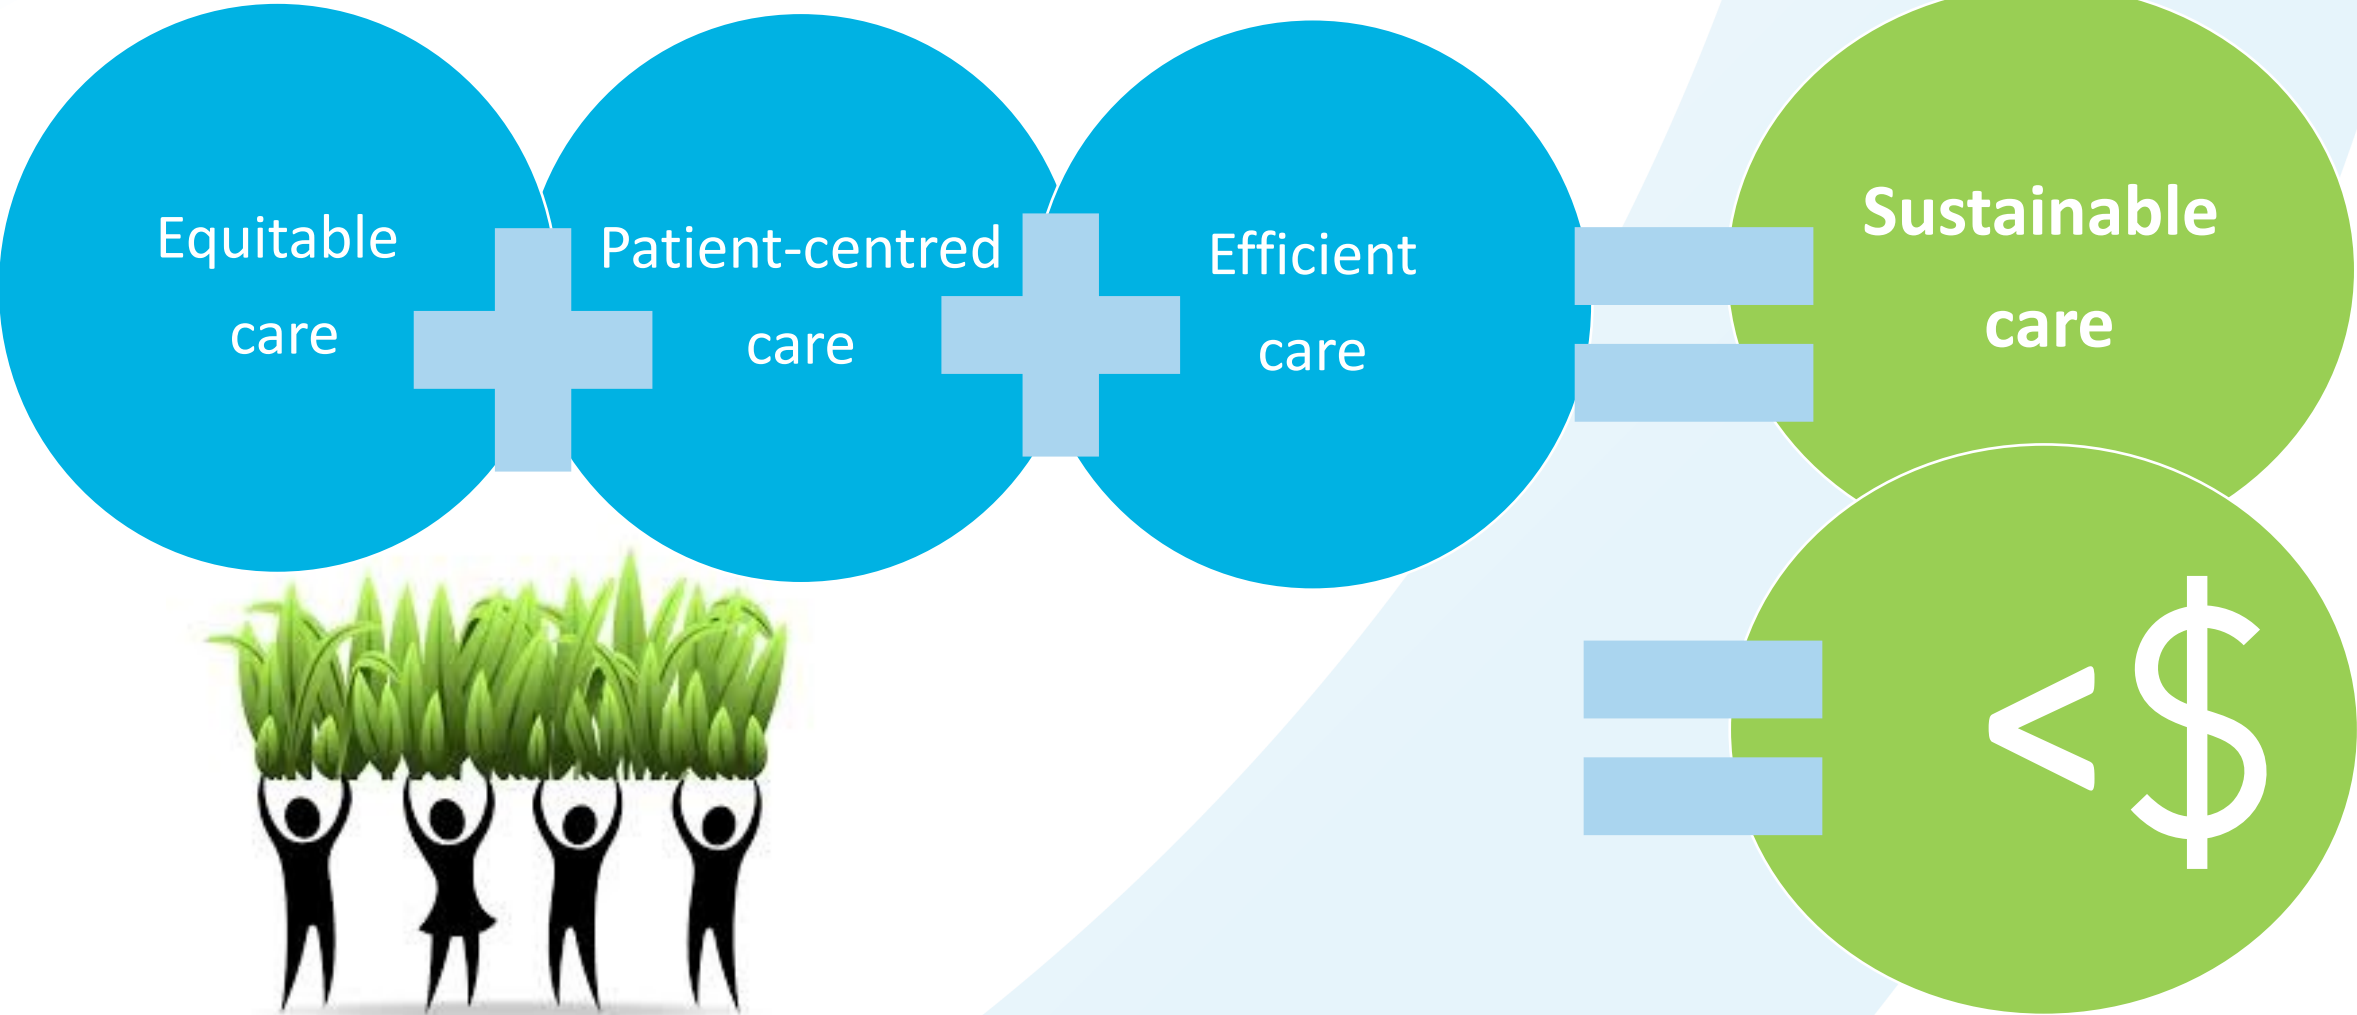 Equitable
care
Patient-centred
care
Efficient
care
Sustainable
care
<$